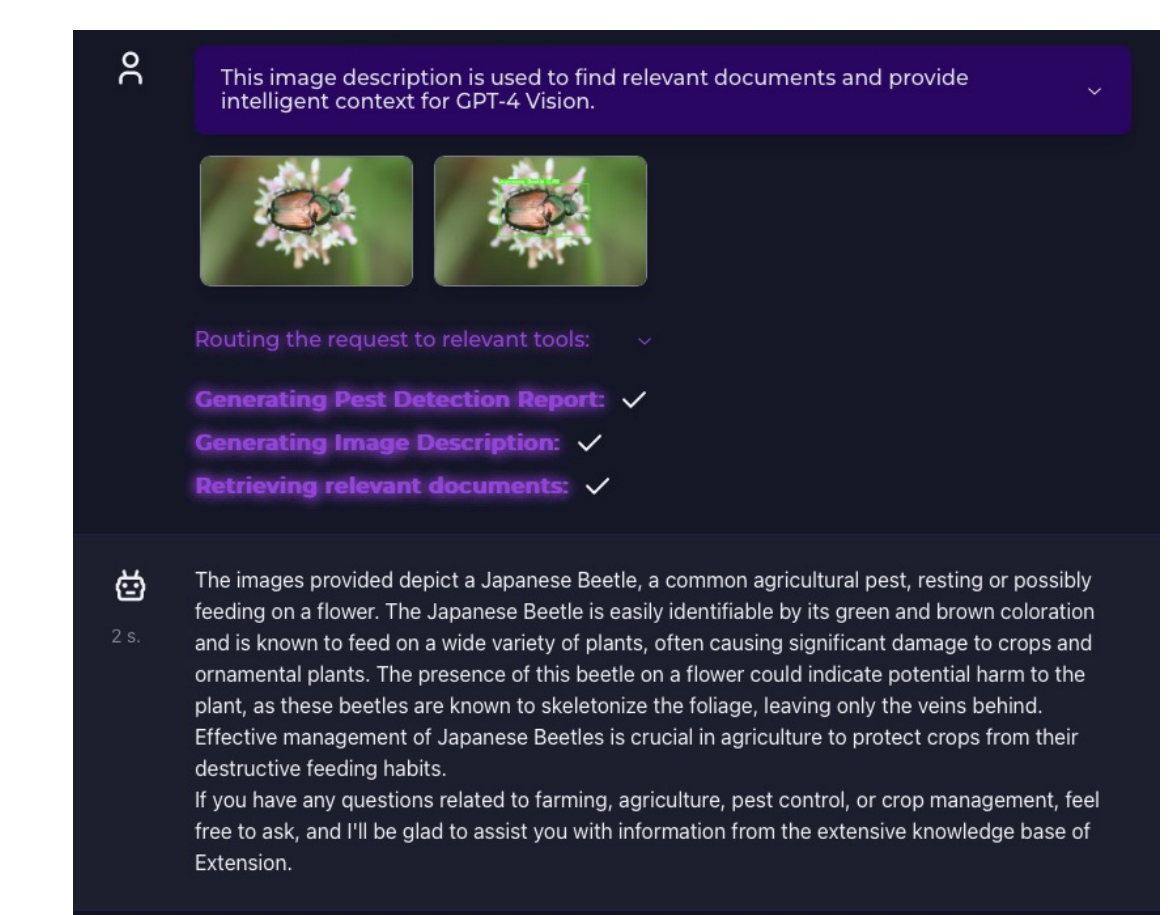 This image description is used to find relevant documents and provide
intelligent context for GPT-4 Vision.
Routing the request to relevant tools:
Generating Pest Detection Report:
Generating Image Description:
Retrieving relevant documents:
The images provided depict a Japanese Beetle, a common agricultural pest, resting or possibly
feeding on a flower. The Japanese Beetle is easily identifiable by its green and brown coloration
2 s.
and is known to feed on a wide variety of plants, often causing significant damage to crops and
ornamental plants. The presence of this beetle on a flower could indicate potential harm to the
plant, as these beetles are known to skeletonize the foliage, leaving only the veins behind.
Effective management of Japanese Beetles is crucial in agriculture to protect crops from their
destructive feeding habits.
If you have any questions related to farming, agriculture, pest control, or crop management, feel
free to ask, and I'll be glad to assist you with information from the extensive knowledge base of
Extension.